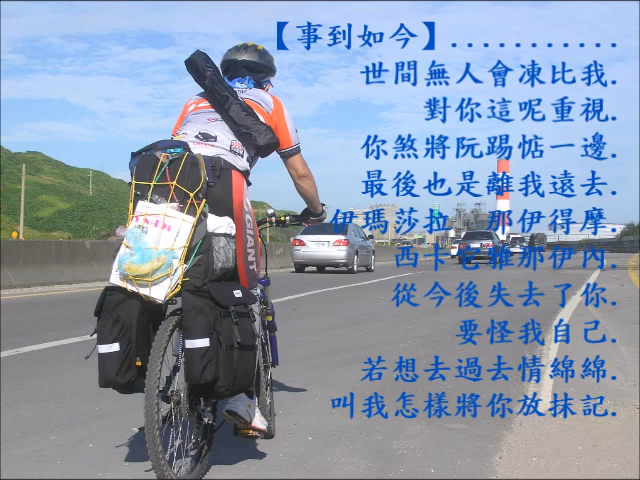 【事到如今】............
世間無人會凍比我.
對你這呢重視.
你煞將阮踢惦一邊.
最後也是離我遠去.
伊瑪莎拉 那伊得摩.
西卡七雅那伊內.
從今後失去了你.
要怪我自己.
若想去過去情綿綿.
叫我怎樣將你放抹記.
GIANT